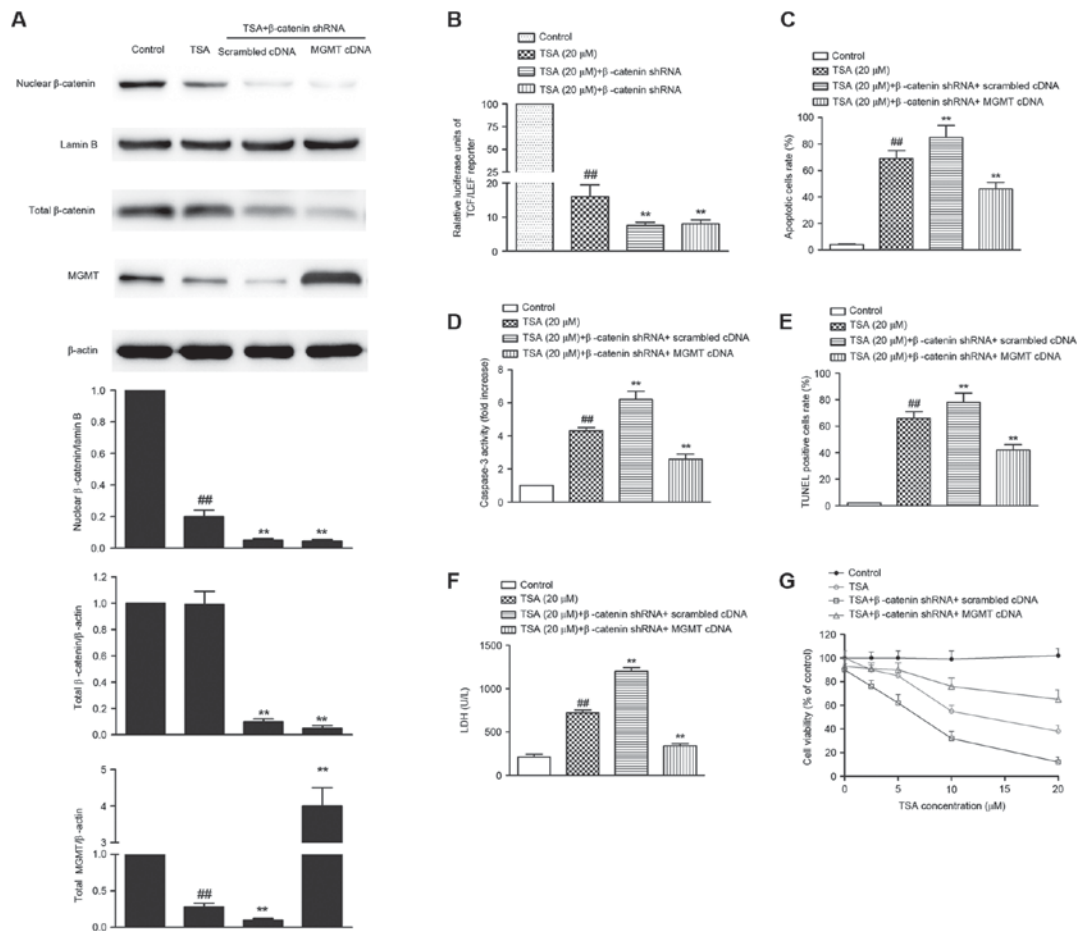 A
TSA+β-catenin shRNA
Control TSA Scrambled cDNA MGMT cDNA
Nuclear β-catenin
Lamin B
Total β-catenin
MGMT
β-actin
Nuclear β-catenin/lamin B
1.0
0.8
0.6
0.4
0.2
0.0
##
**
**
Total β-catenin/β-actin
1.2
1.0
0.8
0.6
0.4
0.2
0.0
**
**
Total MGMT/β-actin
5
4
3
1.0
0.5
0.0
##
**
**
B
Control
TSA (20 μM)
TSA (20 μM)+β-catenin shRNA
TSA (20 μM)+β-catenin shRNA
Ralative luciferase units of
TCF/LEF reporter
100
75
50
25
20
10
0
##
**
**
C
Control
TSA (20 μM)
TSA (20 μM)+β-catenin shRNA+ scrambled cDNA
TSA (20 μM)+β-catenin shRNA+ MGMT cDNA
Apoptotic cells rate (%)
100
80
60
40
20
0
##
**
**
D
Control
TSA (20 μM)
TSA (20 μM)+β-catenin shRNA+ scrambled cDNA
TSA (20 μM)+β-catenin shRNA+ MGMT cDNA
Caspase-3 activity (fold increase)
8
6
4
2
0
##
**
**
E
Control
TSA (20 μM)
TSA (20 μM)+β-catenin shRNA+ scrambled cDNA
TSA (20 μM)+β-catenin shRNA+ MGMT cDNA
TUNEL positive cells rate (%)
100
80
60
40
20
0
##
**
**
F
Control
TSA (20 μM)
TSA (20 μM)+β-catenin shRNA+ scrambled cDNA
TSA (20 μM)+β-catenin shRNA+ MGMT cDNA
LDH (U/L)
1500
1000
500
0
##
**
**
G
Control
TSA
TSA+β-catenin shRNA+ scrambled cDNA
TSA+β-catenin shRNA+ MGMT cDNA
Cell viability (% of control)
120
100
80
60
40
20
0
0 5 10 15 20
TSA concentration (μM)